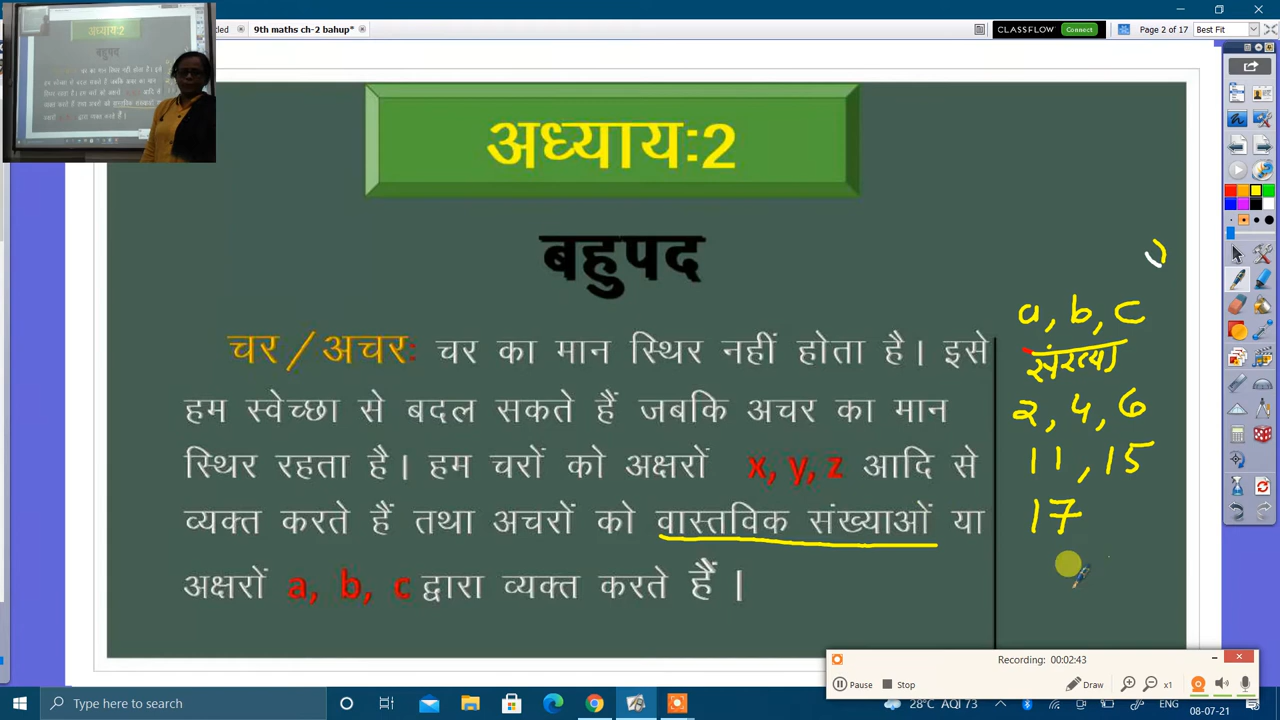 9th maths ch-2 bahup*
CLASSFLOW Connect
Page 2 of 17
Best Fit
अध्यायः2
बहुपद
चर/अचर: चर का मान स्थिर नहीं होता है। इसे
हम स्वेच्छा से बदल सकते हैं जबकि अचर का मान
स्थिर रहता है। हम चरों को अक्षरों x, y, z आदि से
व्यक्त करते हैं तथा अचरों को वास्तविक संख्याओं या
अक्षरों a, b, c द्वारा व्यक्त करते हैं।
a, b, c
संख्या
2, 4, 6
11, 15
17
Recording: 00:02:43
Pause Stop Draw x1
Type here to search
28°C AQI 73
ENG
08-07-21